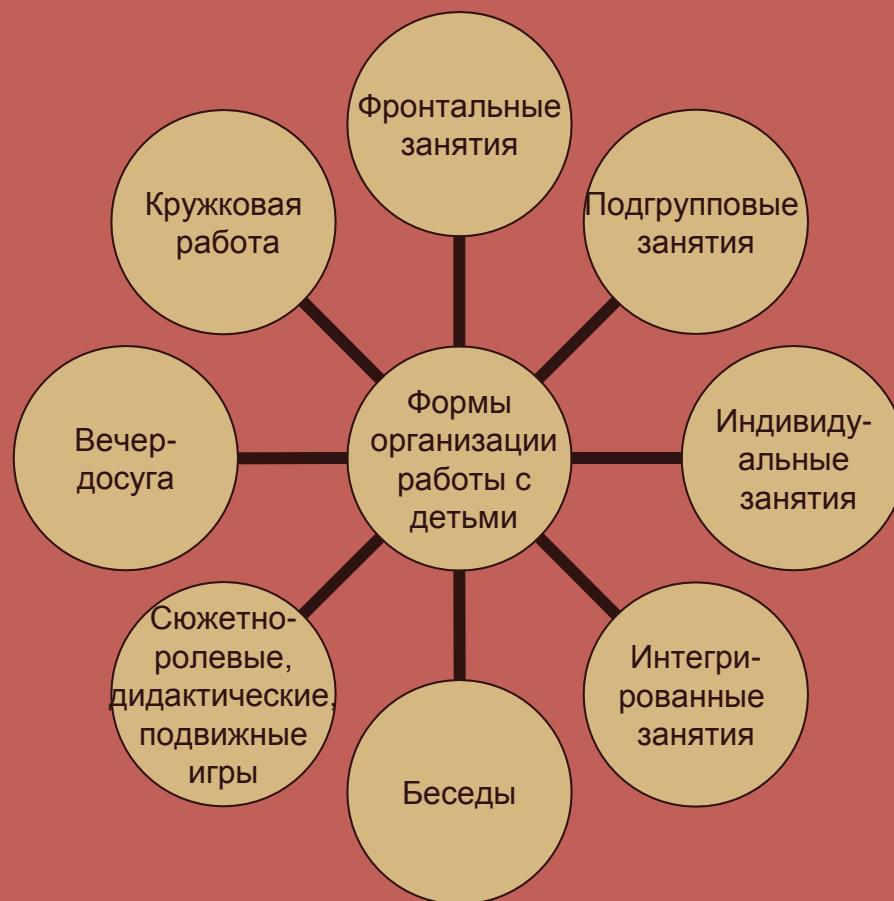 Фронтальные
занятия
Подгрупповые
занятия
Индивиду-
альные
занятия
Интегри-
рованные
занятия
Беседы
Сюжетно-
ролевые,
дидактические,
подвижные
игры
Вечер-
досуга
Кружковая
работа
Формы
организации
работы с
детьми